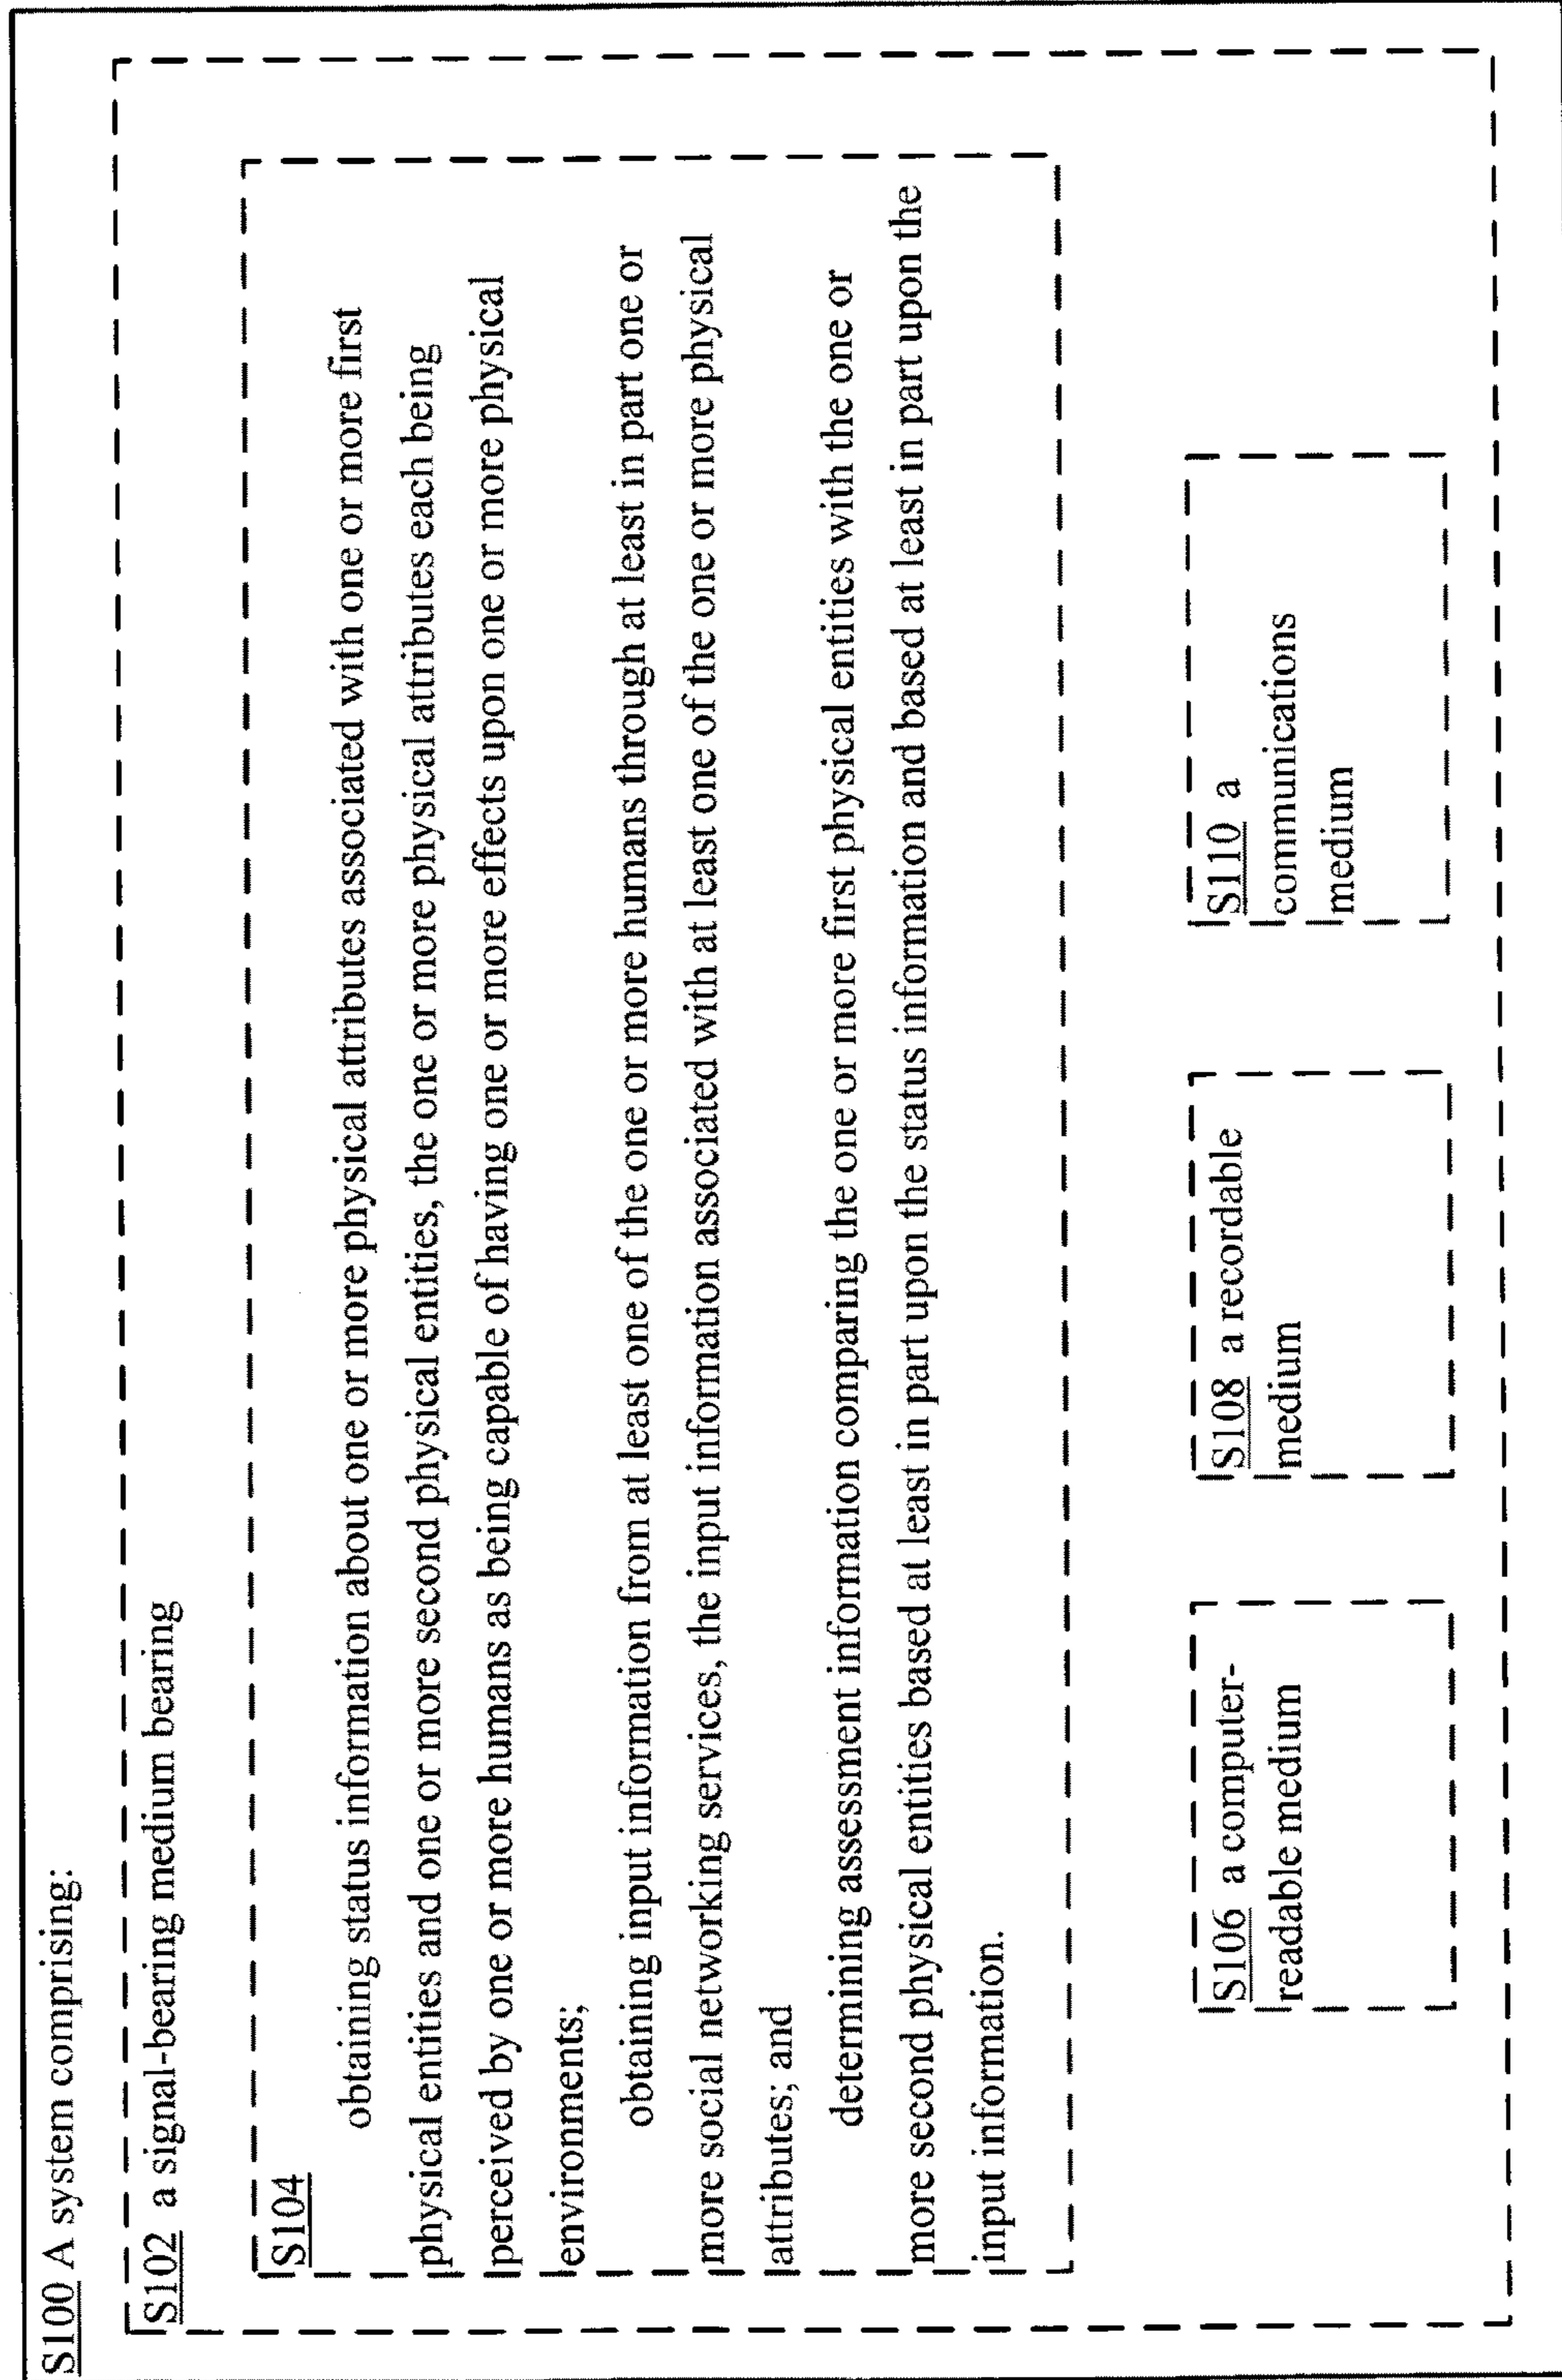 S100 A system comprising:
S102 a signal-bearing medium bearing
S104
obtaining status information about one or more physical attributes associated with one or more first
physical entities and one or more second physical entities, the one or more physical attributes each being
perceived by one or more humans as being capable of having one or more effects upon one or more physical
environments;
obtaining input information from at least one of the one or more humans through at least in part one or
more social networking services, the input information associated with at least one of the one or more physical
attributes; and
determining assessment information comparing the one or more first physical entities with the one or
more second physical entities based at least in part upon the status information and based at least in part upon the
input information.
S106 a computer-
readable medium
S108 a recordable
medium
S110 a
communications
medium